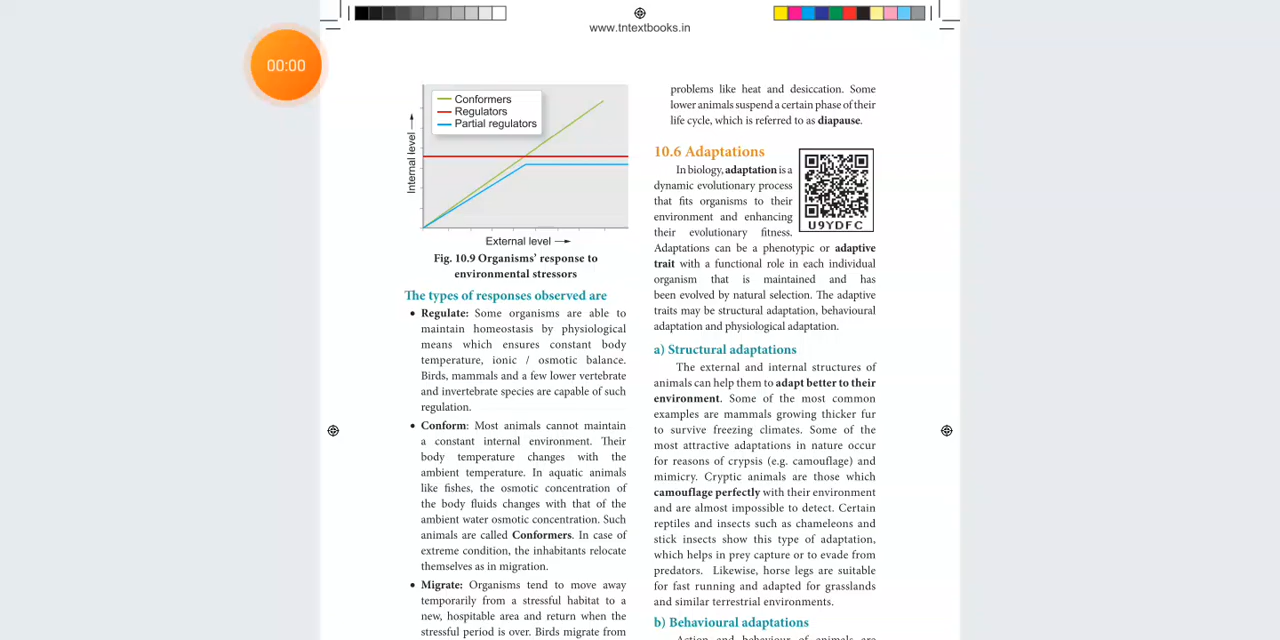 www.tntextbooks.in
00:00
Conformers
Regulators
Partial regulators
Internal level
External level
Fig. 10.9 Organisms' response to
environmental stressors
The types of responses observed are
• Regulate: Some organisms are able to
maintain homeostasis by physiological
means which ensures constant body
temperature, ionic / osmotic balance.
Birds, mammals and a few lower vertebrate
and invertebrate species are capable of such
regulation.
• Conform: Most animals cannot maintain
a constant internal environment. Their
body temperature changes with the
ambient temperature. In aquatic animals
like fishes, the osmotic concentration of
the body fluids changes with that of the
ambient water osmotic concentration. Such
animals are called Conformers. In case of
extreme condition, the inhabitants relocate
themselves as in migration.
• Migrate: Organisms tend to move away
temporarily from a stressful habitat to a
new, hospitable area and return when the
stressful period is over. Birds migrate from
problems like heat and desiccation. Some
lower animals suspend a certain phase of their
life cycle, which is referred to as diapause.
10.6 Adaptations
In biology, adaptation is a
dynamic evolutionary process
that fits organisms to their
environment and enhancing
their evolutionary fitness.
U9YDFC
Adaptations can be a phenotypic or adaptive
trait with a functional role in each individual
organism that is maintained and has
been evolved by natural selection. The adaptive
traits may be structural adaptation, behavioural
adaptation and physiological adaptation.
a) Structural adaptations
The external and internal structures of
animals can help them to adapt better to their
environment. Some of the most common
examples are mammals growing thicker fur
to survive freezing climates. Some of the
most attractive adaptations in nature occur
for reasons of crypsis (e.g. camouflage) and
mimicry. Cryptic animals are those which
camouflage perfectly with their environment
and are almost impossible to detect. Certain
reptiles and insects such as chameleons and
stick insects show this type of adaptation,
which helps in prey capture or to evade from
predators. Likewise, horse legs are suitable
for fast running and adapted for grasslands
and similar terrestrial environments.
b) Behavioural adaptations
Action and behaviour of animals are